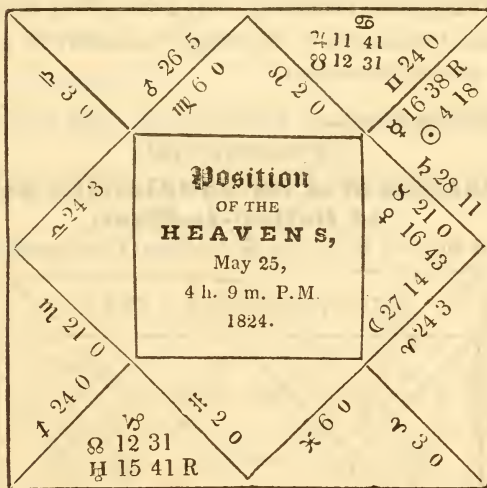 ♋
♃ 11 41
☋ 12 31
♊ 24 0
☿ 16 38 R
☉ 4 18
♂ 26 5
♍ 6 0
♌ 2 0
♎ 3 0
♄ 28 11
♉ 21 0
♀ 16 43
♎ 24 3
Position
OF THE
HEAVENS,
May 25,
4 h. 9 m. P.M.
1824.
☽ 27 14
♈ 24 3
♏ 21 0
♐ 24 0
♑
☊ 12 31
♅ 15 41 R
♒ 2 0
♓ 6 0
♈ 3 0